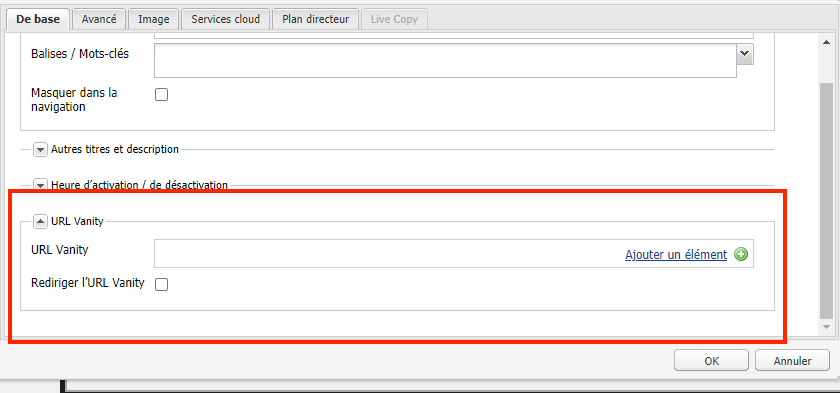 De base Avancé Image Services cloud Plan directeur Live Copy
Balises / Mots-clés
Masquer dans la
navigation
Autres titres et description
Heure d'activation / de désactivation
URL Vanity
URL Vanity Ajouter un élément
Rediriger l'URL Vanity
OK Annuler